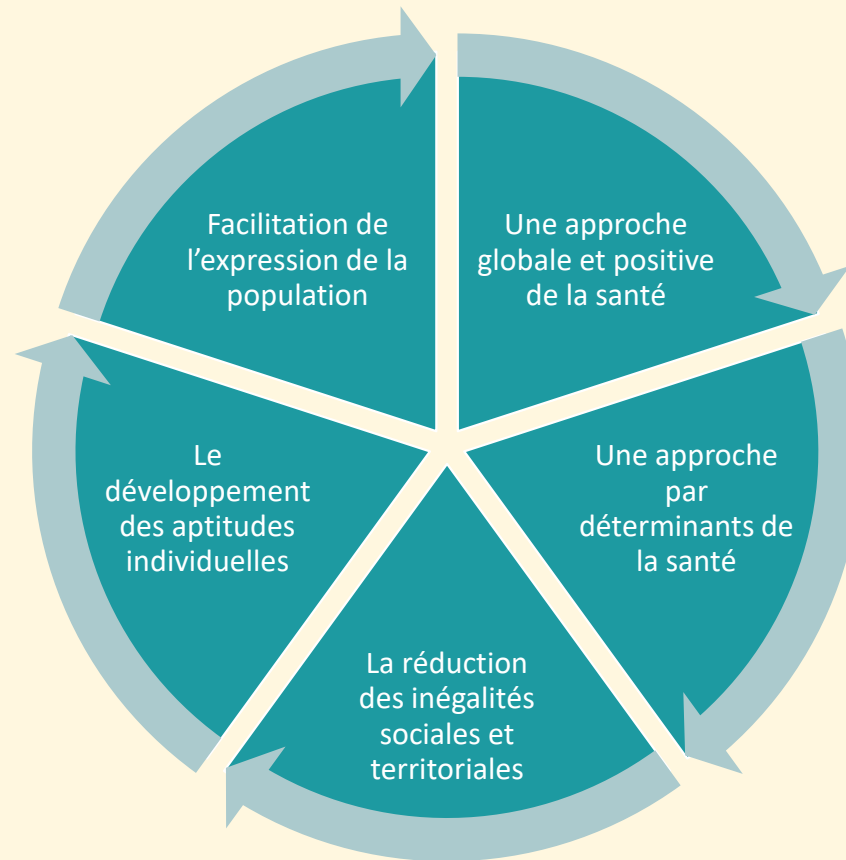 Facilitation de
l’expression de la
population
Une approche
globale et positive
de la santé
Le
développement
des aptitudes
individuelles
Une approche
par
déterminants de
la santé
La réduction
des inégalités
sociales et
territoriales